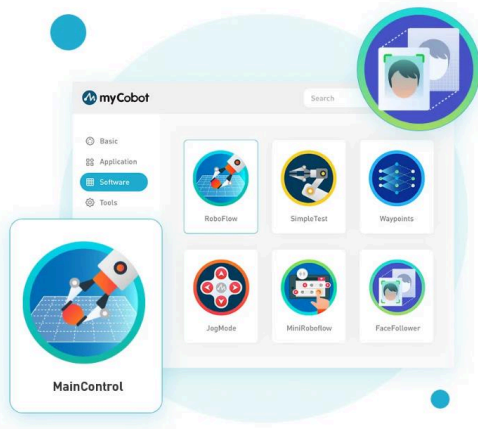 myCobot
Search
Basic
Application
Software
Tools
RoboFlow
SimpleTest
Waypoints
JogMode
MiniRoboflow
FaceFollower
MainControl